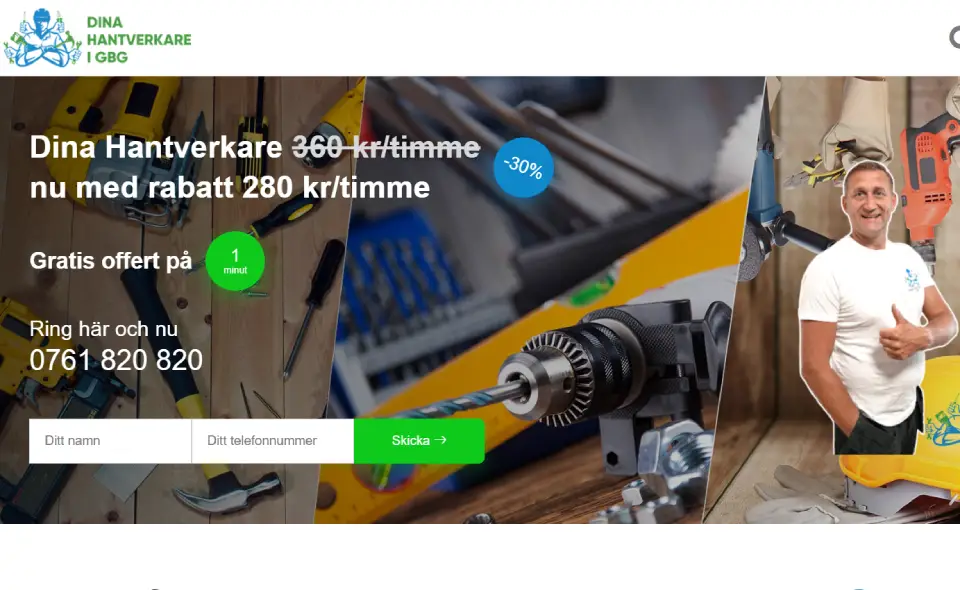 DINA
HANTVERKARE
I GBG
Dina Hantverkare 360 kr/timme
nu med rabatt 280 kr/timme
-30%
Gratis offert på
1
minut
Ring här och nu
0761 820 820
Ditt namn
Ditt telefonnummer
Skicka →